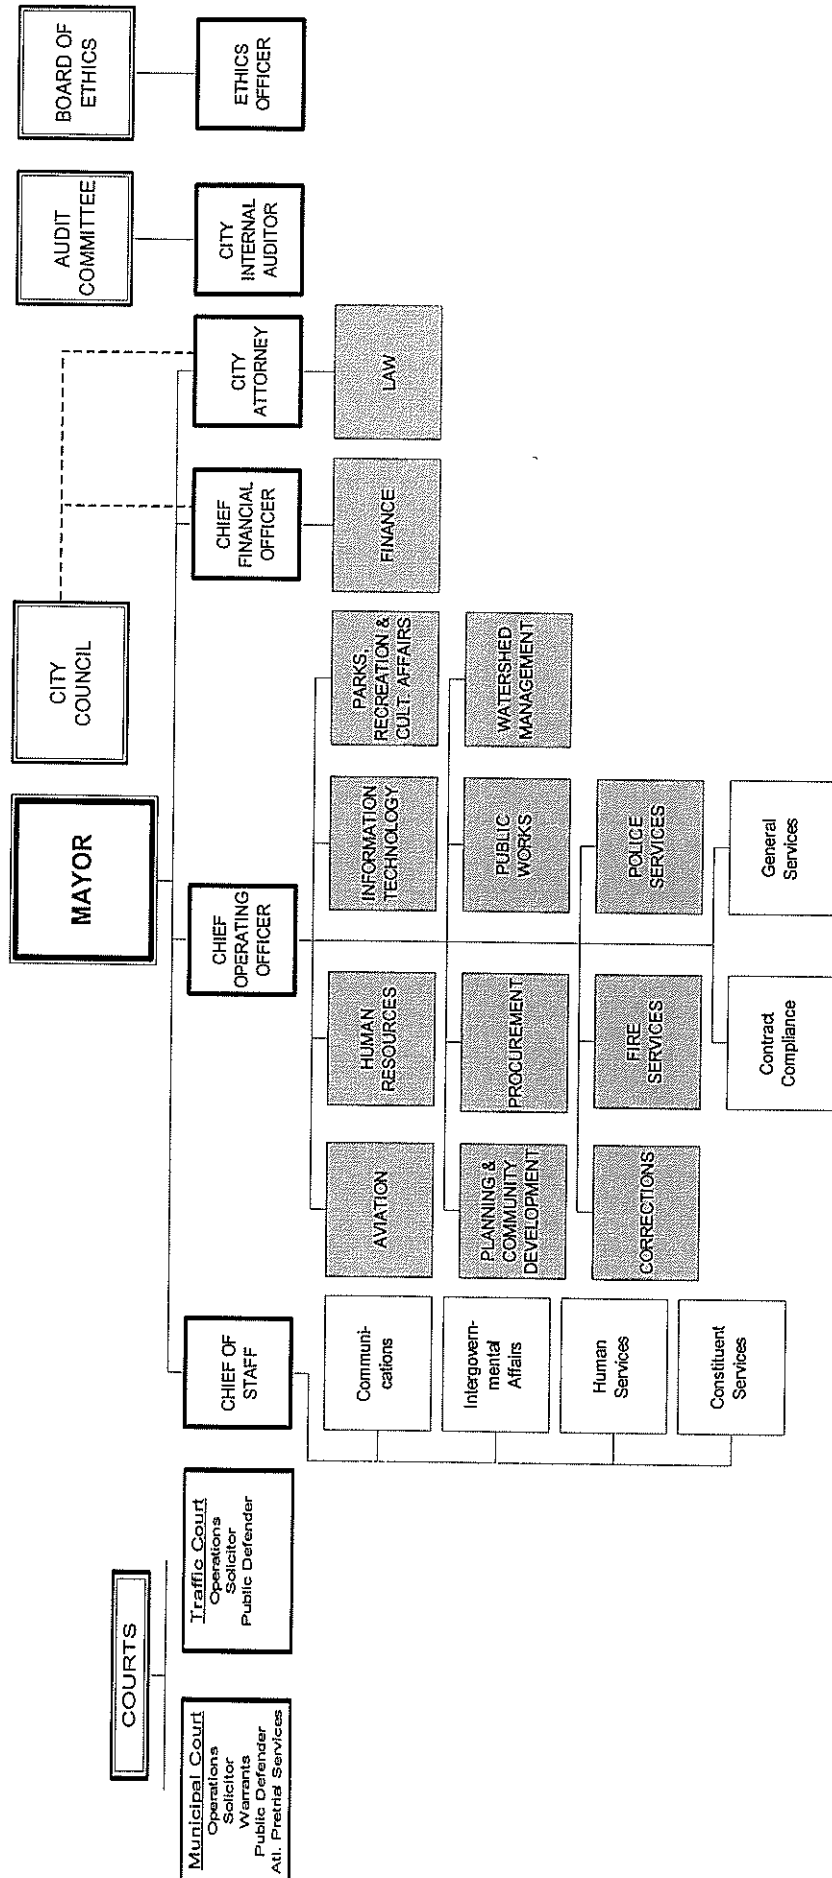 COURTS
Municipal Court
Operations
Solicitor
Warrants
Public Defender
Atl. Pretrial Services
Traffic Court
Operations
Solicitor
Public Defender
MAYOR
CITY
COUNCIL
AUDIT
COMMITTEE
BOARD OF
ETHICS
CHIEF OF
STAFF
CHIEF
OPERATING
OFFICER
CHIEF
FINANCIAL
OFFICER
CITY
ATTORNEY
CITY
INTERNAL
AUDITOR
ETHICS
OFFICER
Communi-
cations
Intergovern-
mental
Affairs
Human
Services
Constituent
Services
AVIATION
HUMAN
RESOURCES
INFORMATION
TECHNOLOGY
PARKS,
RECREATION &
CULT. AFFAIRS
FINANCE
LAW
PLANNING &
COMMUNITY
DEVELOPMENT
PROCUREMENT
PUBLIC
WORKS
WATERSHED
MANAGEMENT
CORRECTIONS
FIRE
SERVICES
POLICE
SERVICES
Contract
Compliance
General
Services